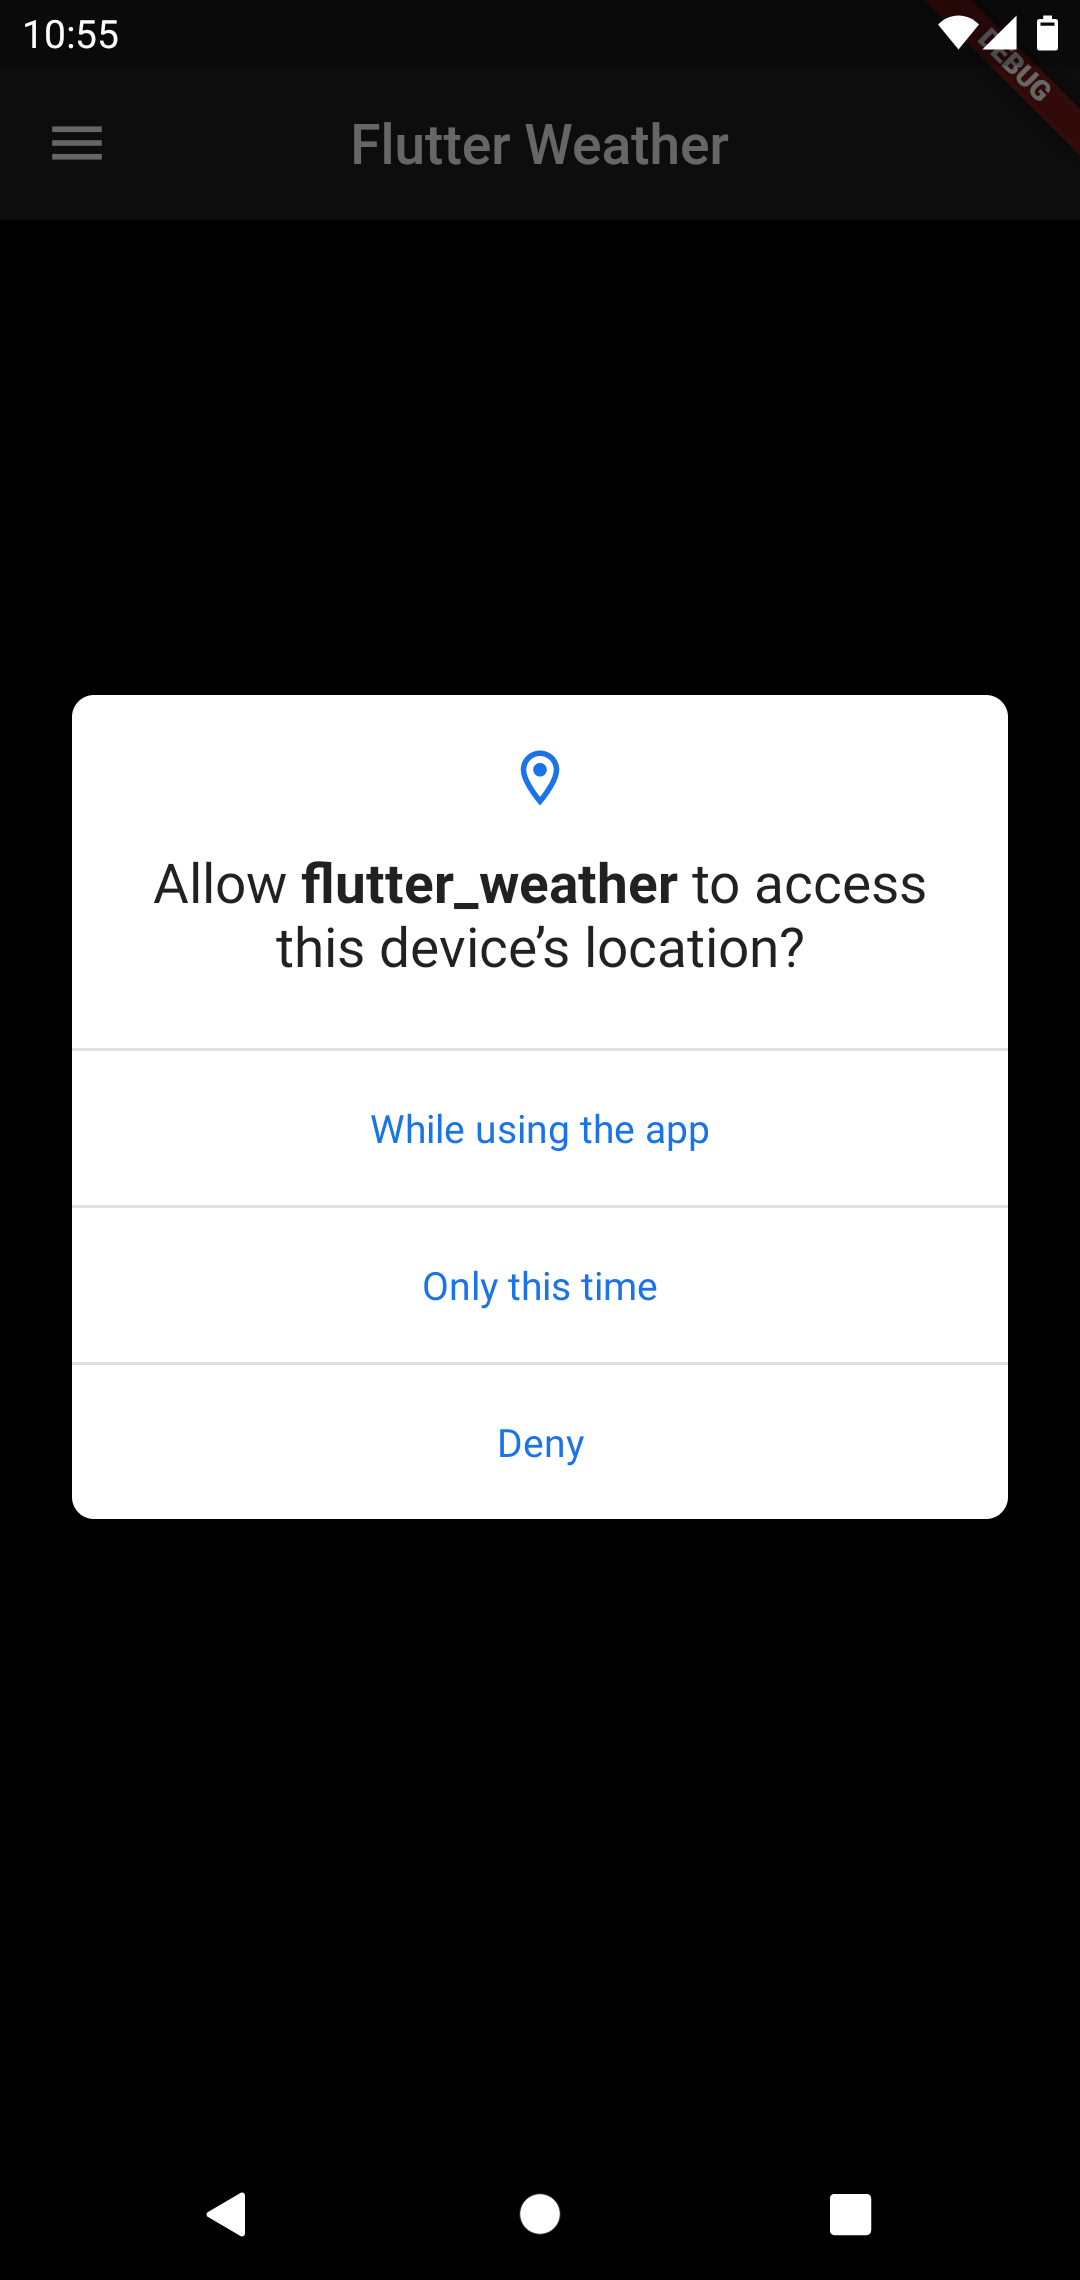 10:55
DEBUG
Flutter Weather
Allow flutter_weather to access
this device’s location?
While using the app
Only this time
Deny